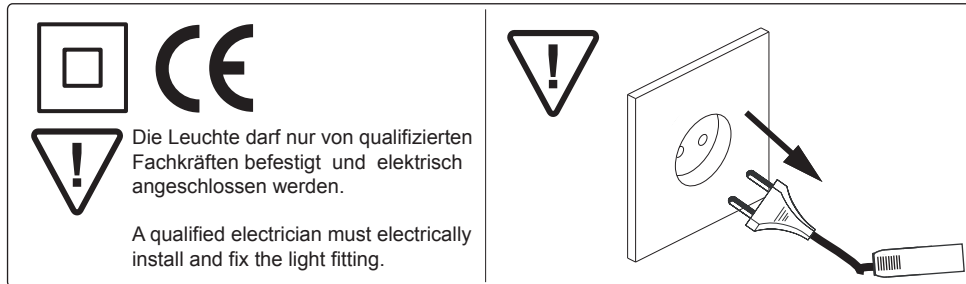 CE
Die Leuchte darf nur von qualifizierten
Fachkräften befestigt und elektrisch
angeschlossen werden.
A qualified electrician must electrically
install and fix the light fitting.